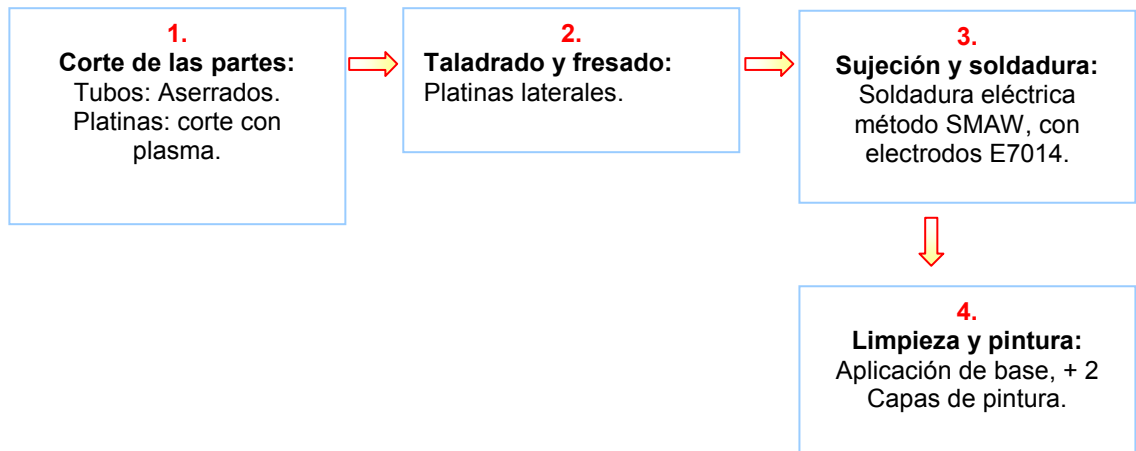 1.
Corte de las partes:
Tubos: Aserrados.
Platinas: corte con
plasma.
2.
Taladrado y fresado:
Platinas laterales.
3.
Sujeción y soldadura:
Soldadura eléctrica
método SMAW, con
electrodos E7014.
4.
Limpieza y pintura:
Aplicación de base, + 2
Capas de pintura.